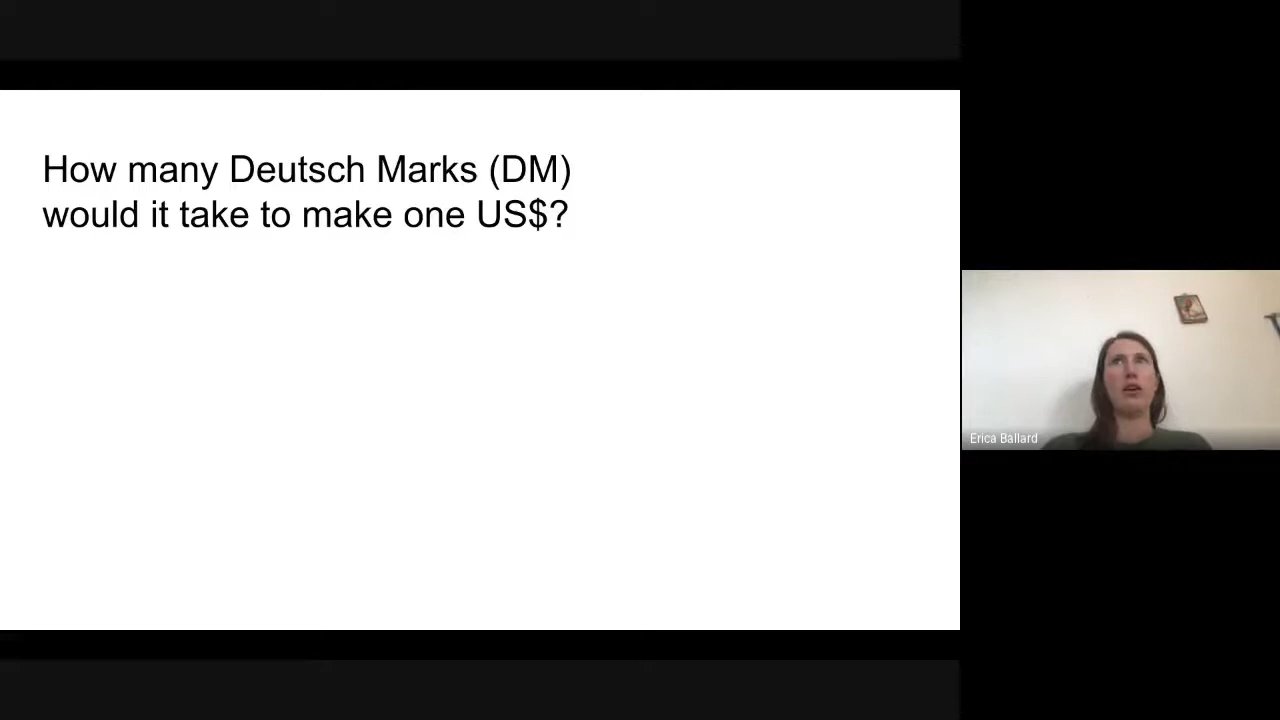 How many Deutsch Marks (DM)
would it take to make one US$?
Erica Ballard